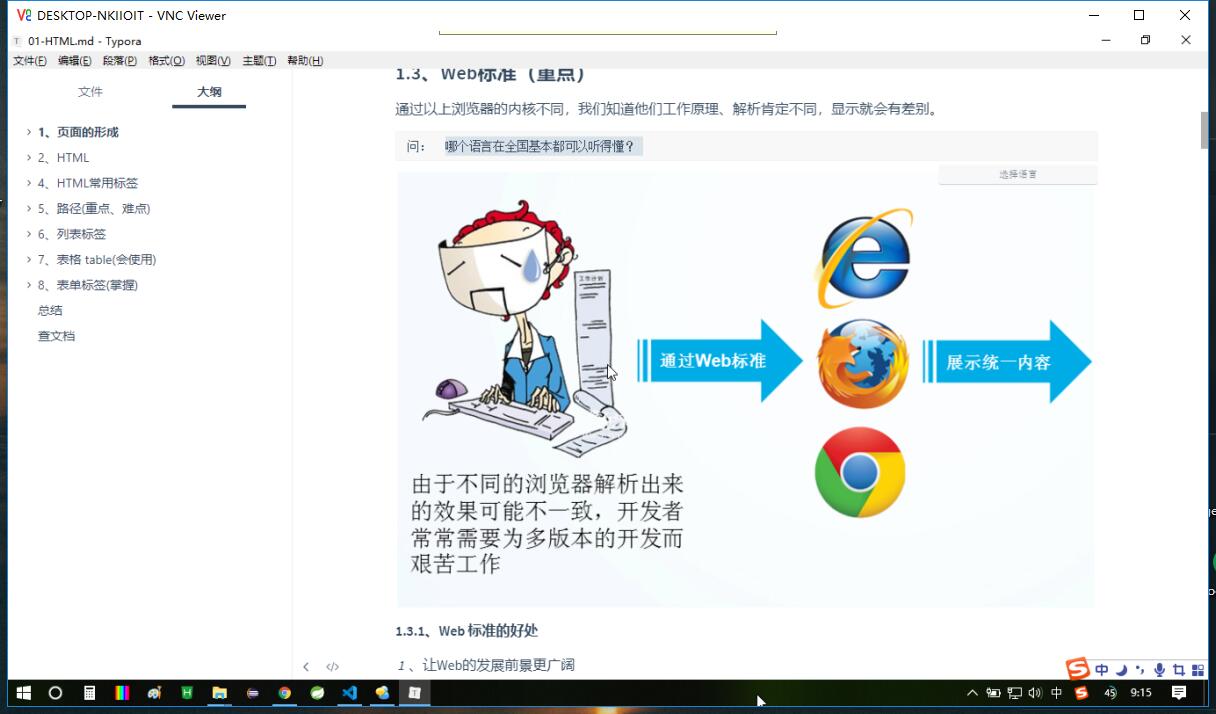 DESKTOP-NKIIOIT - VNC Viewer
01-HTML.md - Typora
文件(F) 编辑(E) 段落(P) 格式(O) 视图(V) 主题(T) 帮助(H)
文件 大纲
1、页面的形成
2、HTML
4、HTML常用标签
5、路径(重点、难点)
6、列表标签
7、表格 table(会使用)
8、表单标签(掌握)
总结
查文档
1.3、Web标准（重点）
通过以上浏览器的内核不同，我们知道他们工作原理、解析肯定不同，显示就会有差别。
问： 哪个语言在全国基本都可以听得懂？
选择语言
工作计划
通过Web标准
展示统一内容
由于不同的浏览器解析出来
的效果可能不一致，开发者
常常需要为多版本的开发而
艰苦工作
1.3.1、Web 标准的好处
1、让Web的发展前景更广阔
中
中 45 9:15